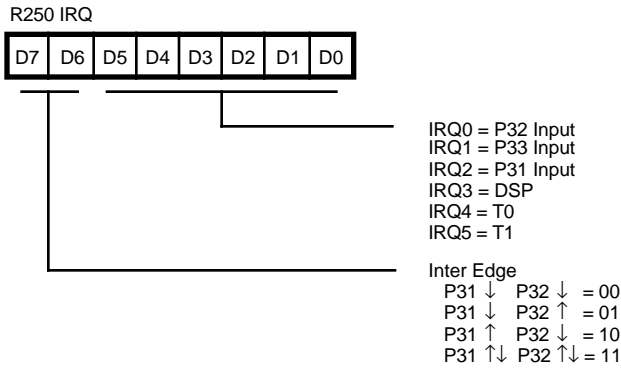 R250 IRQ
D7 D6 D5 D4 D3 D2 D1 D0
IRQ0 = P32 Input
IRQ1 = P33 Input
IRQ2 = P31 Input
IRQ3 = DSP
IRQ4 = T0
IRQ5 = T1
Inter Edge
P31 ↓ P32 ↓ = 00
P31 ↓ P32 ↑ = 01
P31 ↑ P32 ↓ = 10
P31 ↑↓ P32 ↑↓ = 11